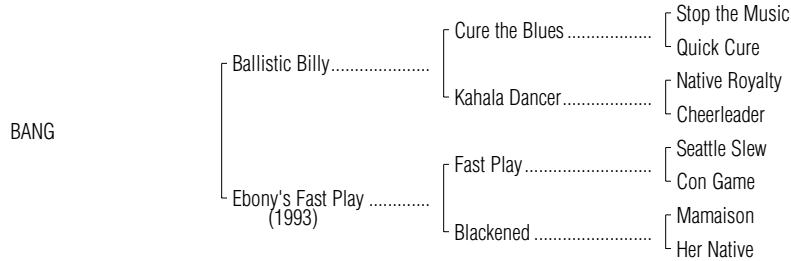 Stop the Music
Cure the Blues ..................
Quick Cure
Ballistic Billy.....................
Native Royalty
Kahala Dancer...................
Cheerleader
BANG
Seattle Slew
Fast Play...........................
Con Game
Ebony's Fast Play .............
(1993)
Mamaison
Blackened .........................
Her Native